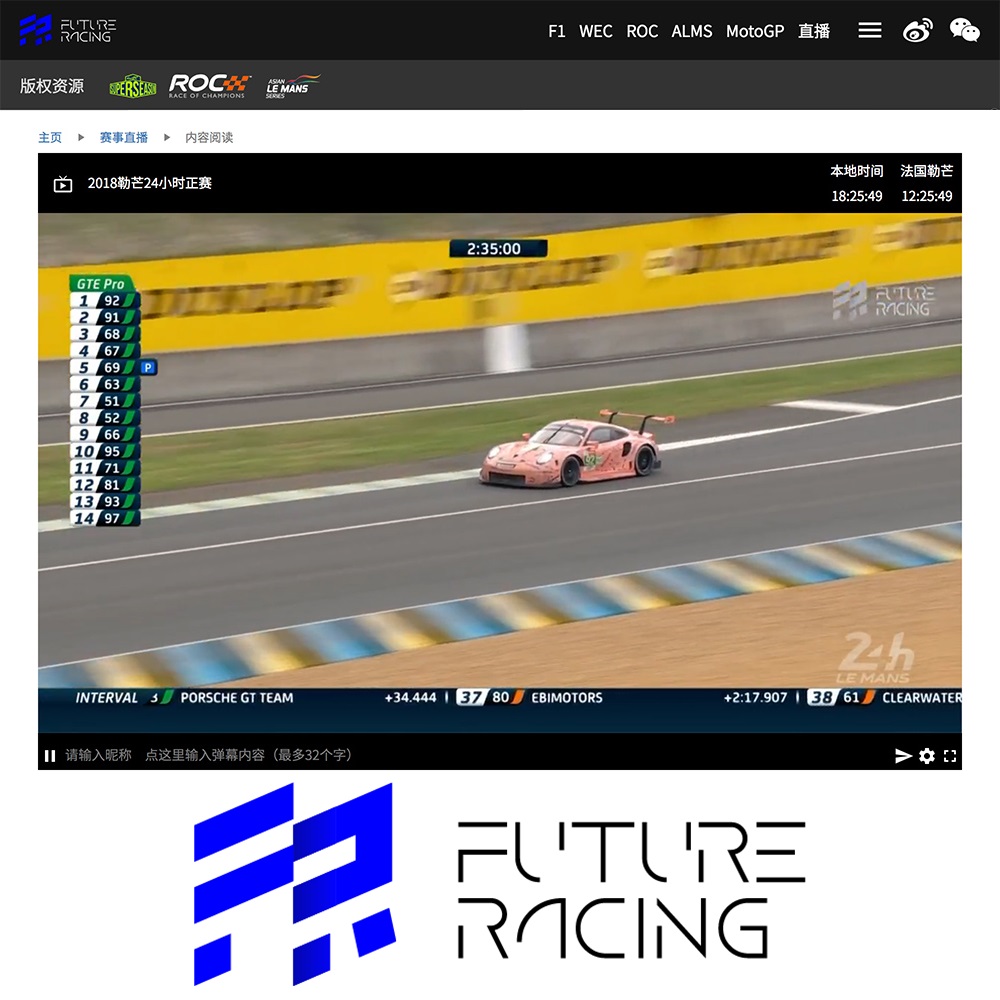 FUTURE
RACING
F1 WEC ROC ALMS MotoGP 直播
版权资源
SUPERSEASON
ROC
RACE OF CHAMPIONS
ASIAN
LE MANS
SERIES
主页 赛事直播 内容阅读
2018勒芒24小时正赛
本地时间 法国勒芒
18:25:49 12:25:49
2:35:00
GTE Pro
1 92
2 91
3 68
4 67
5 69 P
6 63
7 51
8 52
9 66
10 95
11 71
12 81
13 93
14 97
FUTURE
RACING
DUNLOP
92
24h
LE MANS
INTERVAL 3 PORSCHE GT TEAM +34.444 37 80 EBIMOTORS +2:17.907 38 61 CLEARWATER
请输入昵称 点这里输入弹幕内容（最多32个字）
FUTURE
RACING